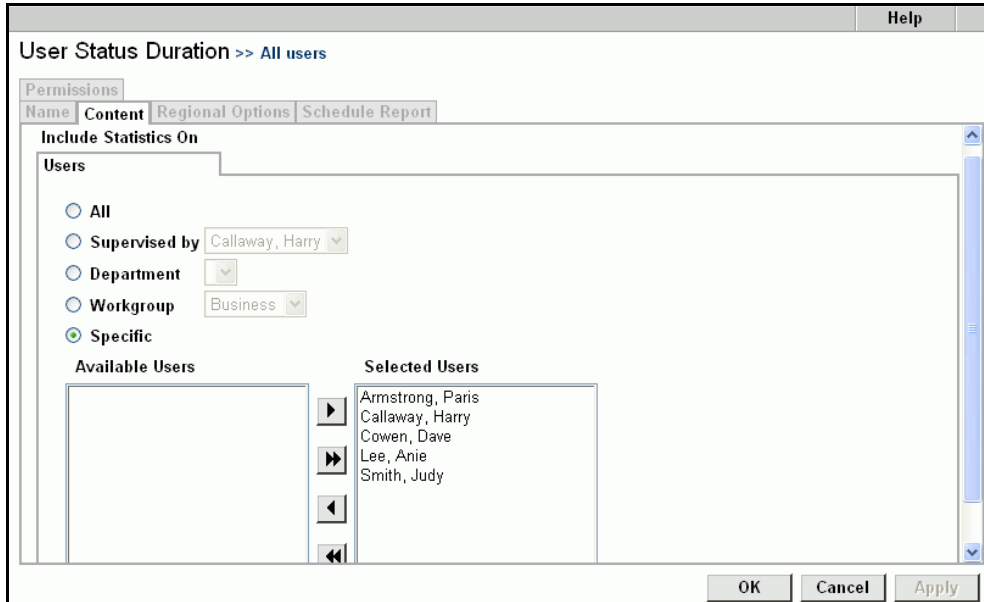 Help
User Status Duration >> All users
Permissions
Name Content Regional Options Schedule Report
Include Statistics On
Users
All
Supervised by Callaway, Harry
Department
Workgroup Business
Specific
Available Users Selected Users
Armstrong, Paris
Callaway, Harry
Cowen, Dave
Lee, Anie
Smith, Judy
OK Cancel Apply